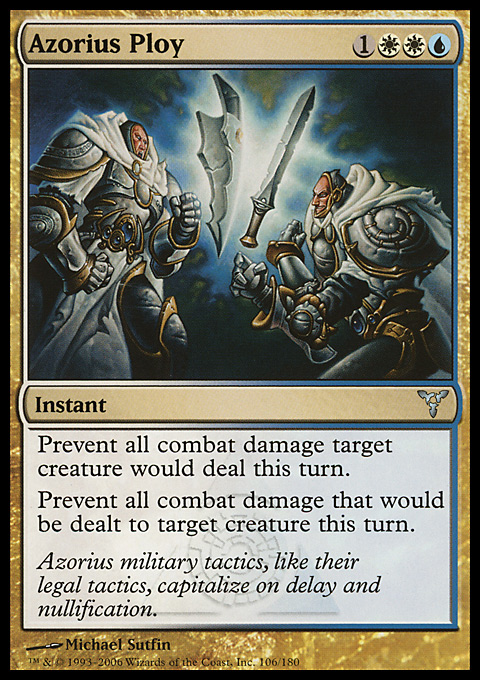 Azorius Ploy 1
Instant
Prevent all combat damage target
creature would deal this turn.
Prevent all combat damage that would
be dealt to target creature this turn.
Azorius military tactics, like their
legal tactics, capitalize on delay and
nullification.
Michael Sutfin
™ & © 1993–2006 Wizards of the Coast, Inc. 106/180